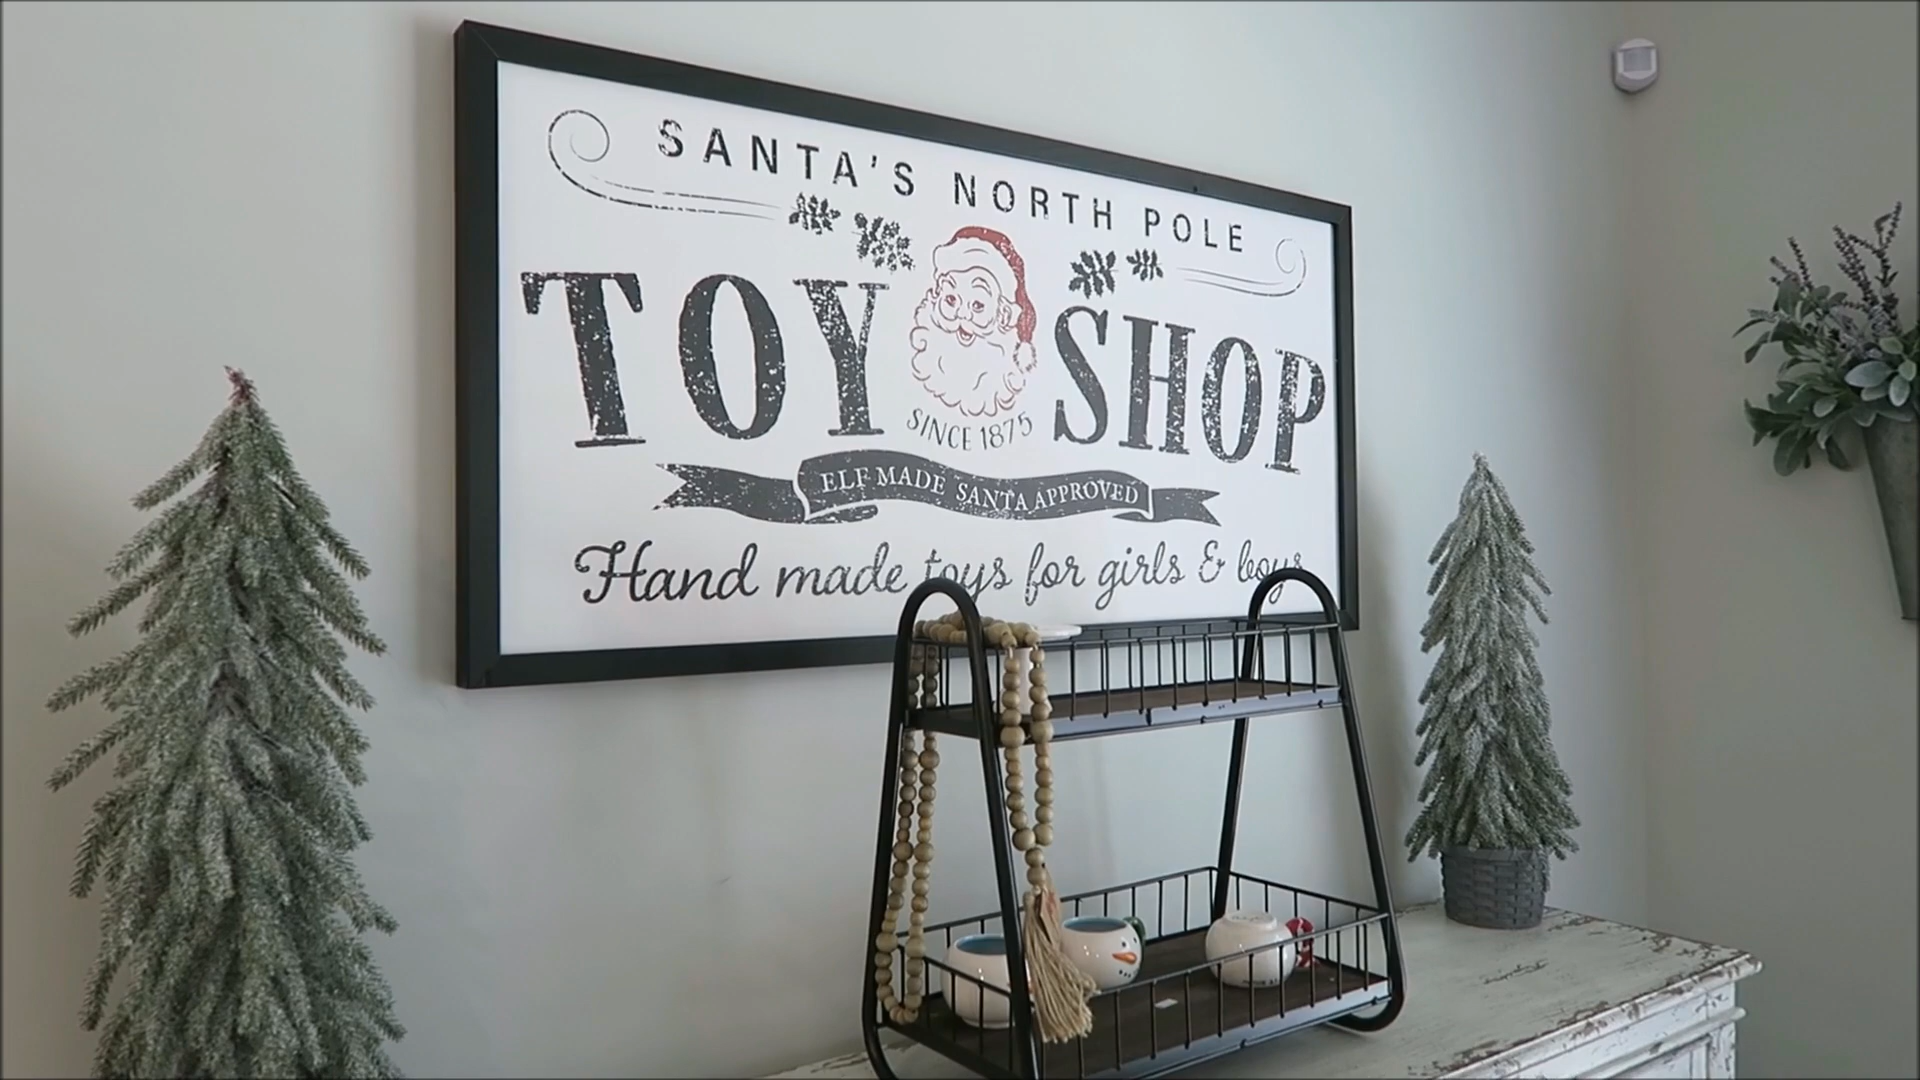 SANTA'S NORTH POLE
TOY SHOP
SINCE 1875
ELF MADE SANTA APPROVED
Hand made toys for girls & boys